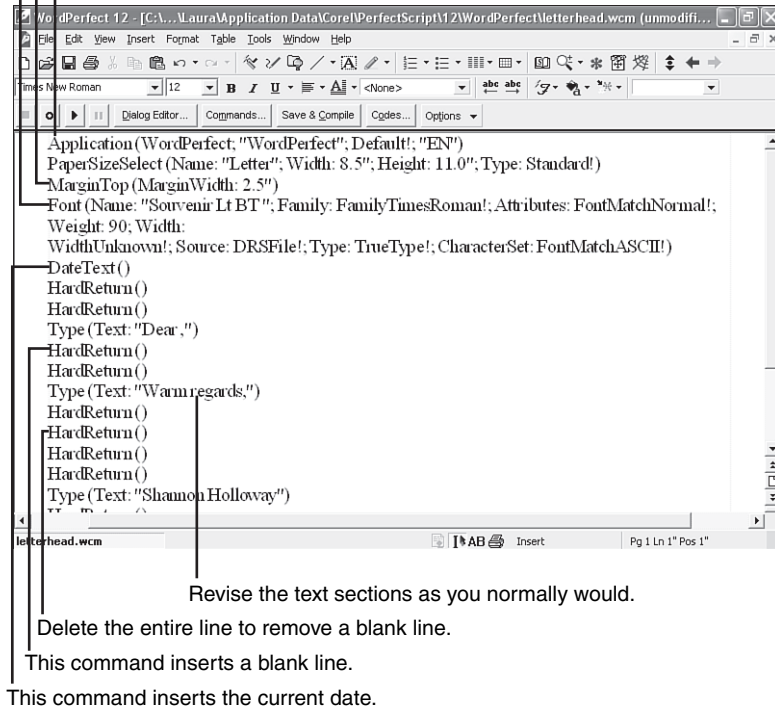 WordPerfect 12 - [C:\...\Laura\Application Data\Corel\PerfectScript\12\WordPerfect\letterhead.wcm (unmodifi...
File Edit View Insert Format Table Tools Window Help
Times New Roman 12 B I U A <None> abc abc
Dialog Editor... Commands... Save & Compile Codes... Options
Application (WordPerfect; "WordPerfect"; Default!; "EN")
PaperSizeSelect (Name: "Letter"; Width: 8.5"; Height: 11.0"; Type: Standard!)
MarginTop (MarginWidth: 2.5")
Font (Name: "Souvenir Lt BT"; Family: FamilyTimesRoman!; Attributes: FontMatchNormal!;
Weight: 90; Width:
WidthUnknown!; Source: DRSFile!; Type: TrueType!; CharacterSet: FontMatchASCII!)
DateText ()
HardReturn ()
HardReturn ()
Type (Text: "Dear ,")
HardReturn ()
HardReturn ()
Type (Text: "Warm regards,")
HardReturn ()
HardReturn ()
HardReturn ()
HardReturn ()
Type (Text: "Shannon Holloway")
letterhead.wcm AB Insert Pg 1 Ln 1" Pos 1"
Revise the text sections as you normally would.
Delete the entire line to remove a blank line.
This command inserts a blank line.
This command inserts the current date.